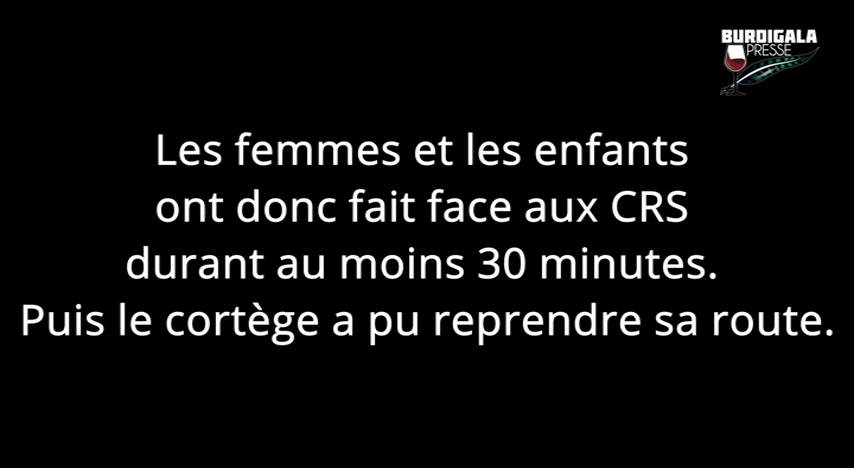 BURDIGALA
PRESSE
Les femmes et les enfants
ont donc fait face aux CRS
durant au moins 30 minutes.
Puis le cortège a pu reprendre sa route.